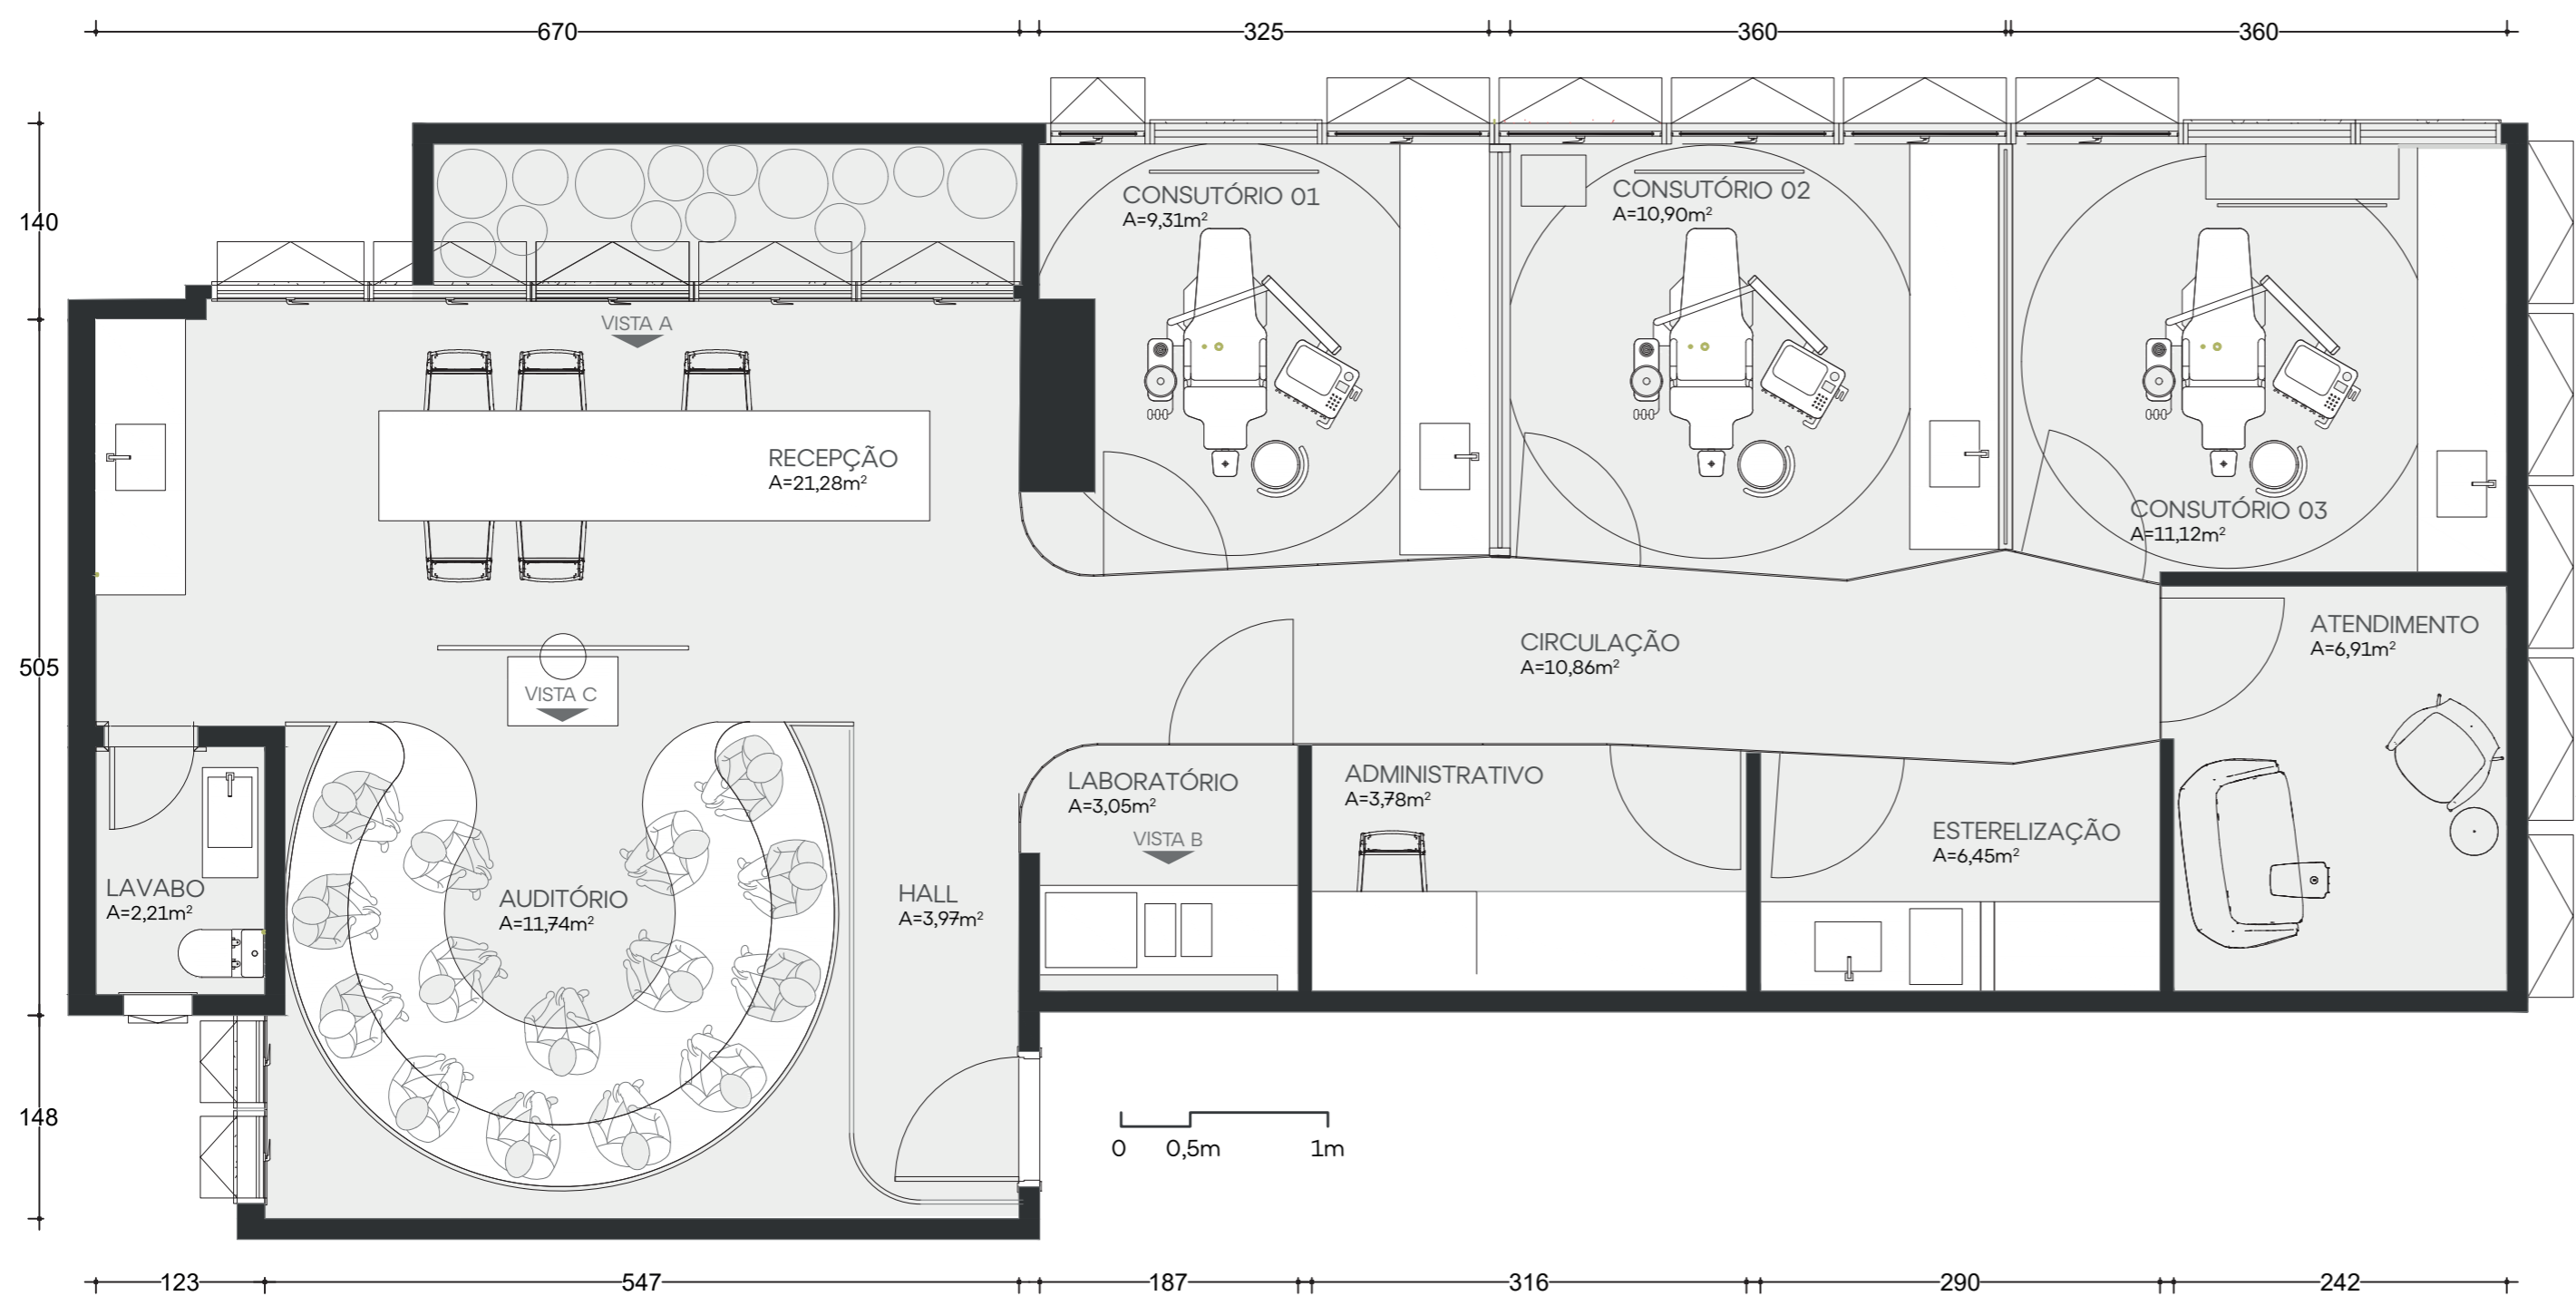 670
325
360
360
140
505
148
CONSUTÓRIO 01
A=9,31m²
CONSUTÓRIO 02
A=10,90m²
VISTA A
RECEPÇÃO
A=21,28m²
CONSUTÓRIO 03
A=11,12m²
VISTA C
CIRCULAÇÃO
A=10,86m²
ATENDIMENTO
A=6,91m²
LABORATÓRIO
A=3,05m²
VISTA B
ADMINISTRATIVO
A=3,78m²
ESTERELIZAÇÃO
A=6,45m²
LAVABO
A=2,21m²
AUDITÓRIO
A=11,74m²
HALL
A=3,97m²
0 0,5m 1m
123
547
187
316
290
242